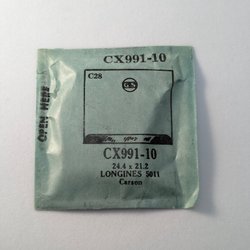 CX991-10
C28
OPEN HERE
CX991-10
24.4 x 21.2
LONGINES 5011
Carson